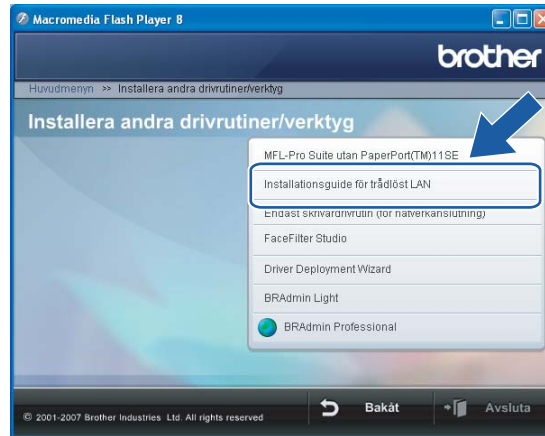 Macromedia Flash Player 8
brother
Huvudmenyn >> Installera andra drivrutiner/verktyg
Installera andra drivrutiner/verktyg
MFL-Pro Suite utan PaperPort(TM)11SE
Installationsguide för trådlöst LAN
Endast skrivardrivrutin (för nätverkanslutning)
FaceFilter Studio
Driver Deployment Wizard
BRAdmin Light
BRAdmin Professional
© 2001-2007 Brother Industries Ltd. All rights reserved
Bakåt
Avsluta